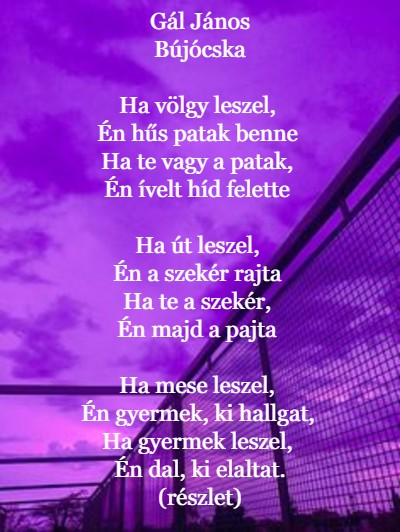 Gál János
Bújócska
Ha völgy leszel,
Én hűs patak benne
Ha te vagy a patak,
Én ívelt híd felette
Ha út leszel,
Én a szekér rajta
Ha te a szekér,
Én majd a pajta
Ha mese leszel,
Én gyermek, ki hallgat,
Ha gyermek leszel,
Én dal, ki elaltat.
(részlet)